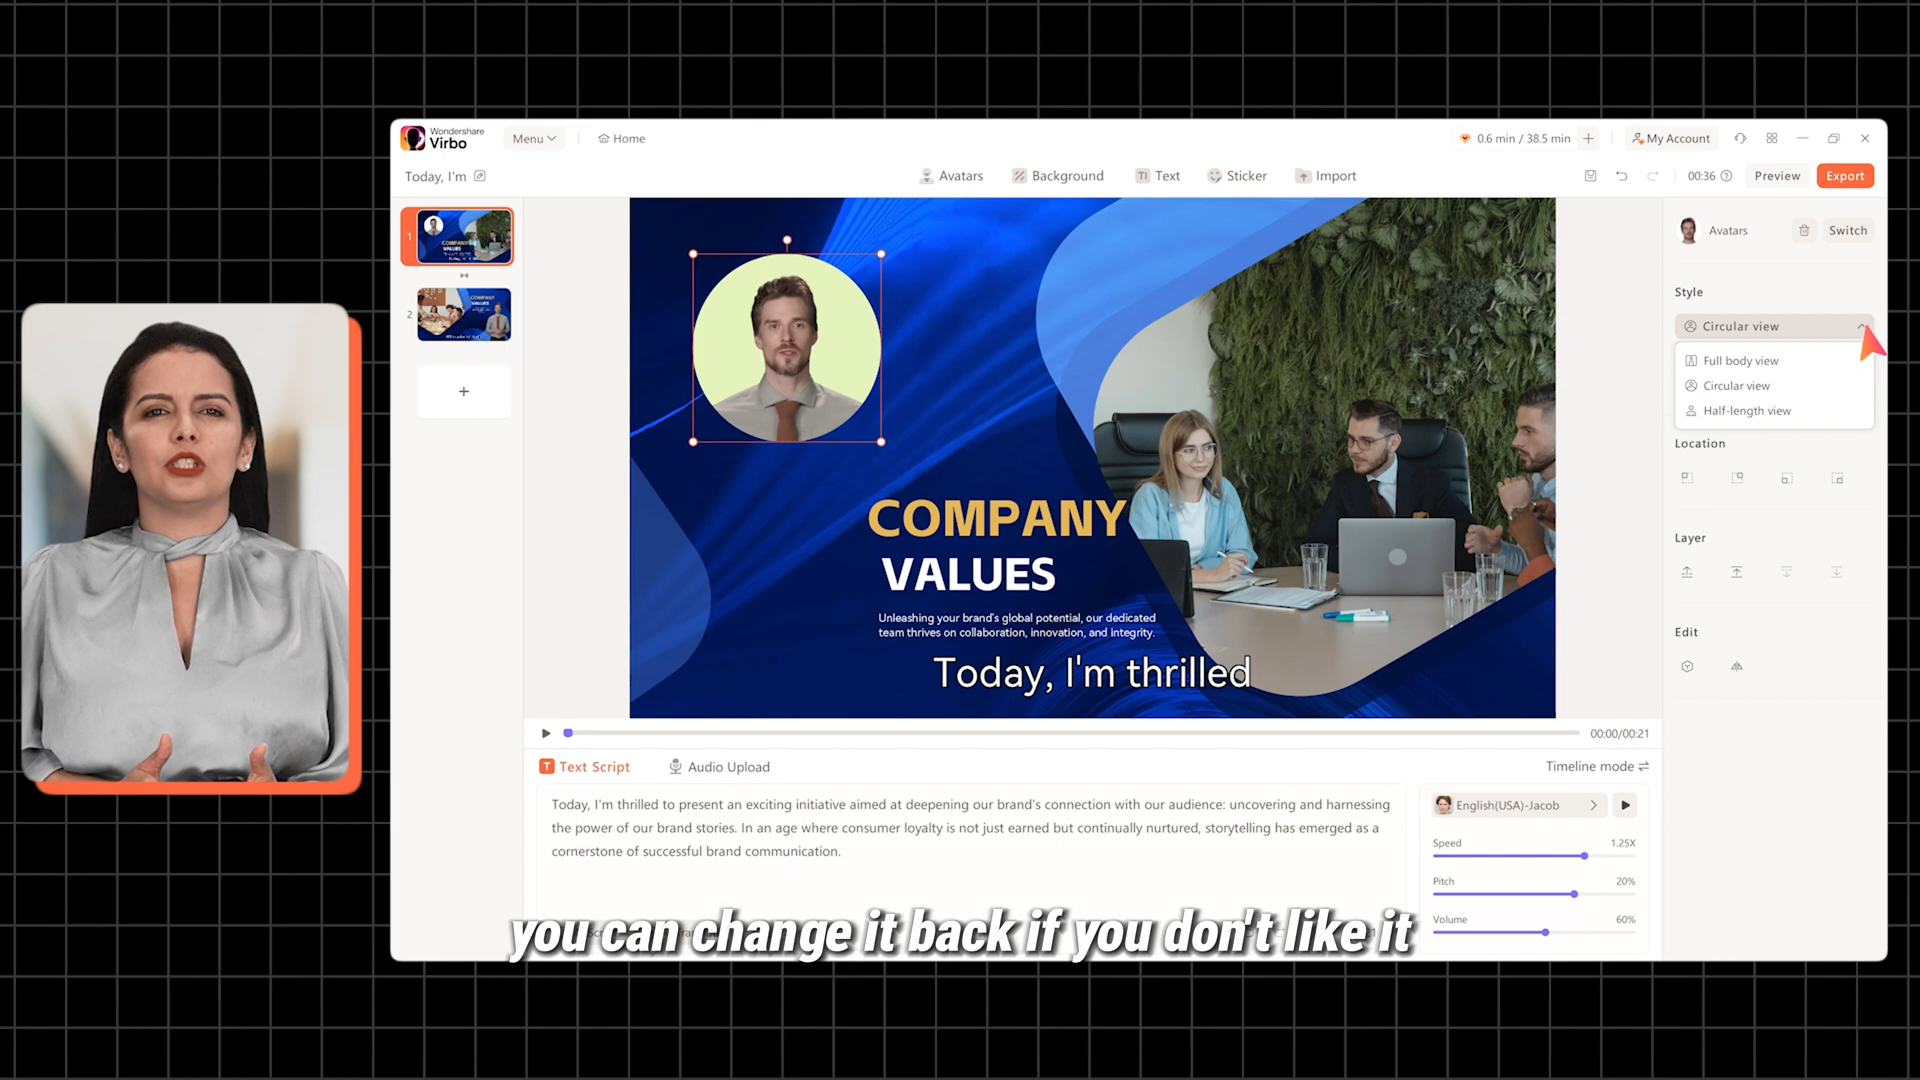 Wondershare
Virbo
Menu
Home
0.6 min / 38.5 min
My Account
Today, I'm
Avatars
Background
Text
Sticker
Import
00:36
Preview
Export
1
2
Avatars
Switch
Style
Circular view
Full body view
Circular view
Half-length view
Location
Layer
Edit
COMPANY
VALUES
Unleashing your brand's global potential, our dedicated
team thrives on collaboration, innovation, and integrity.
Today, I'm thrilled
00:00/00:21
Text Script
Audio Upload
Timeline mode
Today, I'm thrilled to present an exciting initiative aimed at deepening our brand's connection with our audience: uncovering and harnessing
the power of our brand stories. In an age where consumer loyalty is not just earned but continually nurtured, storytelling has emerged as a
cornerstone of successful brand communication.
English(USA)-Jacob
Speed
1.25X
Pitch
20%
Volume
60%
you can change it back if you don't like it